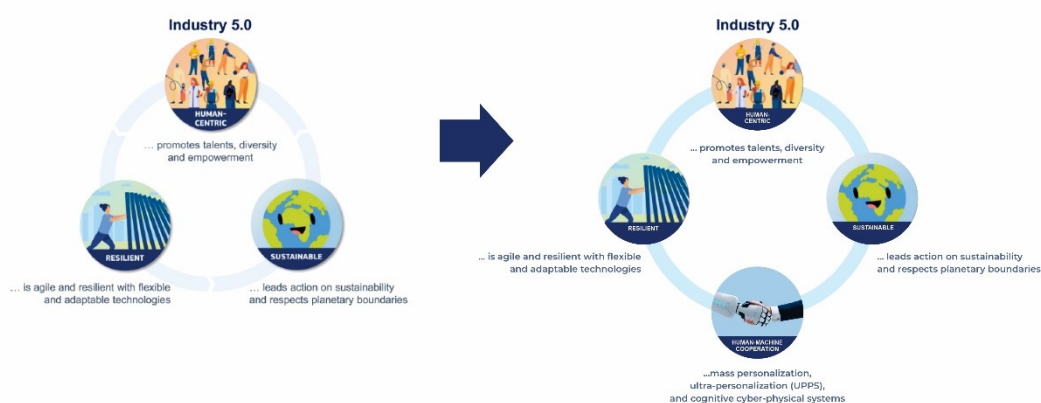 Industry 5.0
HUMAN-
CENTRIC
... promotes talents, diversity
and empowerment
RESILIENT
... is agile and resilient with flexible
and adaptable technologies
SUSTAINABLE
... leads action on sustainability
and respects planetary boundaries
Industry 5.0
HUMAN-
CENTRIC
... promotes talents, diversity
and empowerment
RESILIENT
... is agile and resilient with flexible
and adaptable technologies
SUSTAINABLE
... leads action on sustainability
and respects planetary boundaries
HUMAN-MACHINE
COOPERATION
...mass personalization,
ultra-personalization (UPPS),
and cognitive cyber-physical systems